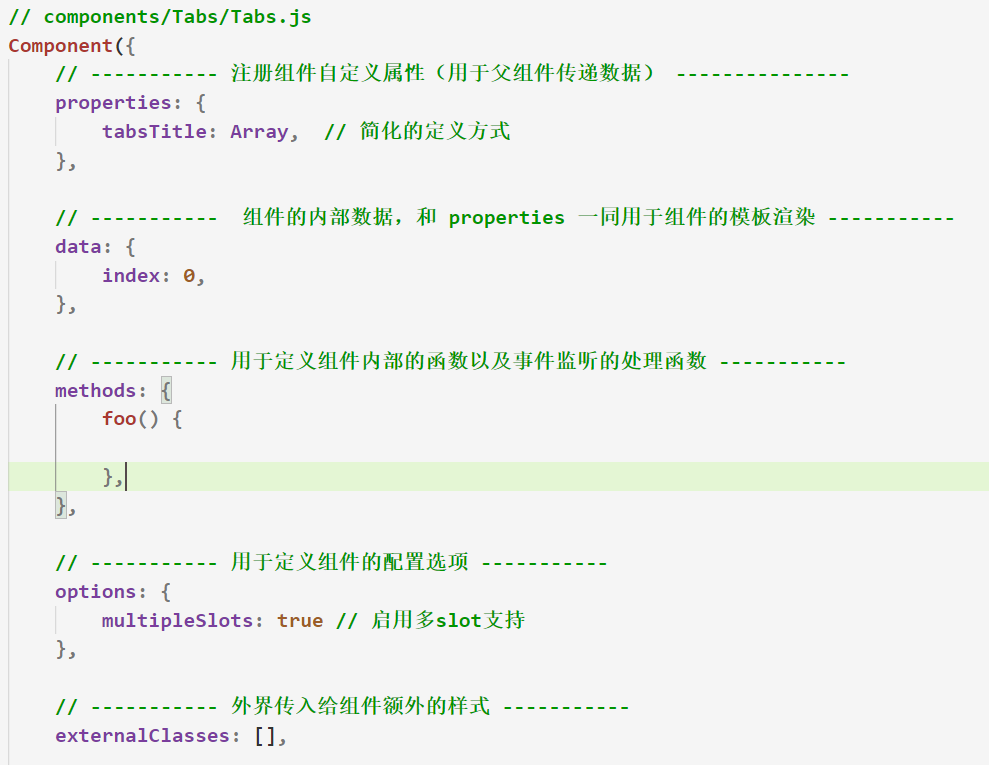 // components/Tabs/Tabs.js
Component({
    // ----------- 注册组件自定义属性（用于父组件传递数据） ---------------
    properties: {
        tabsTitle: Array,  // 简化的定义方式
    },

    // -----------  组件的内部数据，和 properties 一同用于组件的模板渲染 -----------
    data: {
        index: 0,
    },

    // ----------- 用于定义组件内部的函数以及事件监听的处理函数 -----------
    methods: {
        foo() {

        },
    },

    // ----------- 用于定义组件的配置选项 -----------
    options: {
        multipleSlots: true // 启用多slot支持
    },

    // ----------- 外界传入给组件额外的样式 -----------
    externalClasses: [],